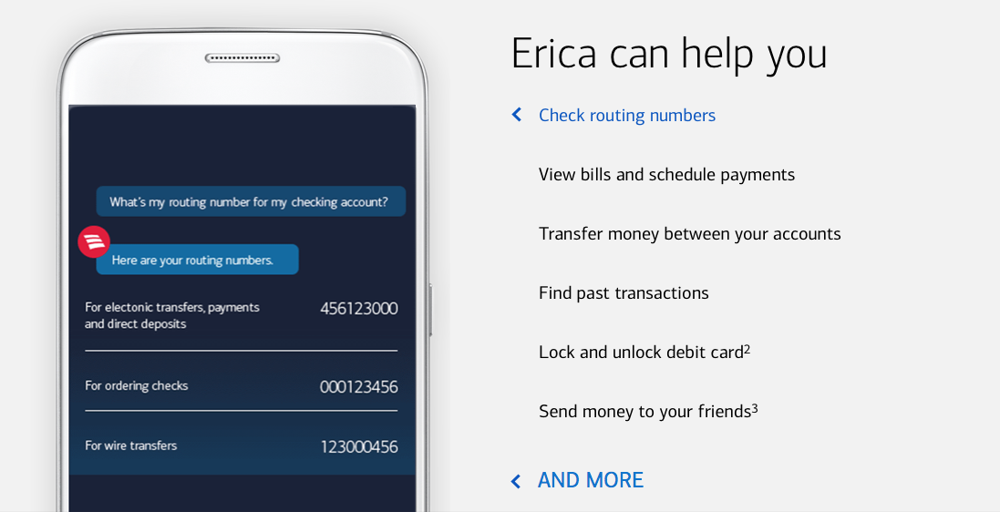 Erica can help you
Check routing numbers
View bills and schedule payments
Transfer money between your accounts
Find past transactions
Lock and unlock debit card²
Send money to your friends³
AND MORE
What's my routing number for my checking account?
Here are your routing numbers.
For electonic transfers, payments
and direct deposits
456123000
For ordering checks
000123456
For wire transfers
123000456